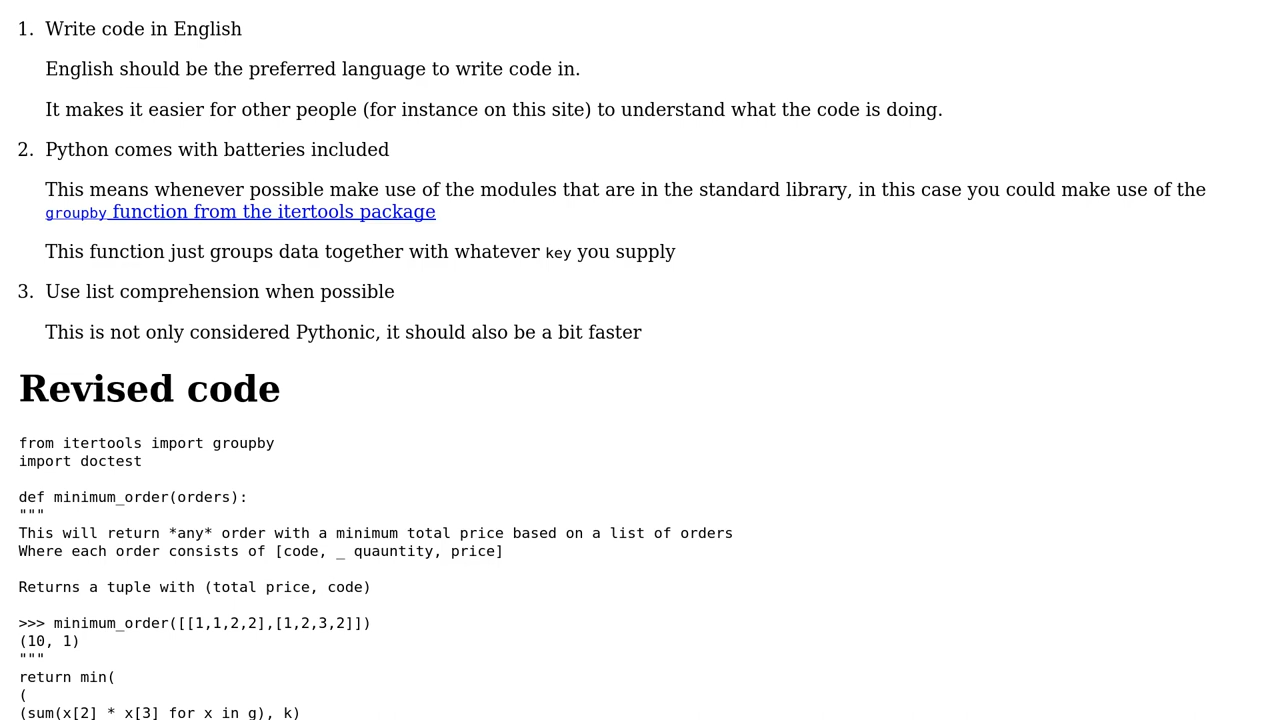 1. Write code in English
English should be the preferred language to write code in.
It makes it easier for other people (for instance on this site) to understand what the code is doing.
2. Python comes with batteries included
This means whenever possible make use of the modules that are in the standard library, in this case you could make use of the
groupby function from the itertools package
This function just groups data together with whatever key you supply
3. Use list comprehension when possible
This is not only considered Pythonic, it should also be a bit faster
Revised code
from itertools import groupby
import doctest
def minimum_order(orders):
"""
This will return *any* order with a minimum total price based on a list of orders
Where each order consists of [code, _ quauntity, price]
Returns a tuple with (total price, code)
>>> minimum_order([[1,1,2,2],[1,2,3,2]])
(10, 1)
"""
return min(
(
(sum(x[2] * x[3] for x in g), k)